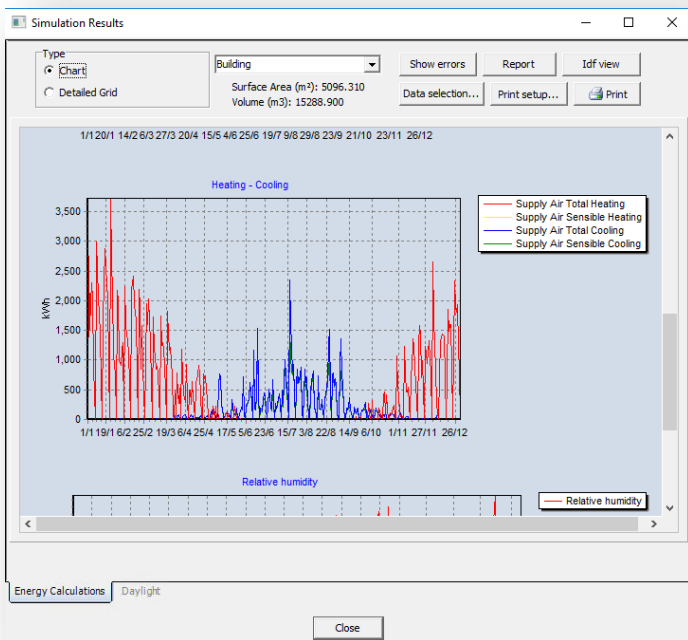 Simulation Results
Type
Chart
Detailed Grid
Building
Surface Area (m²): 5096.310
Volume (m3): 15288.900
Show errors
Report
Idf view
Data selection...
Print setup...
Print
1/1 20/1 14/2 6/3 27/3 20/4 15/5 4/6 25/6 19/7 9/8 29/8 23/9 21/10 23/11 26/12
Heating - Cooling
3,500
3,000
2,500
2,000
1,500
1,000
500
0
kWh
1/1 19/1 6/2 25/2 19/3 6/4 25/4 17/5 5/6 23/6 15/7 3/8 22/8 14/9 6/10 1/11 27/11 26/12
Supply Air Total Heating
Supply Air Sensible Heating
Supply Air Total Cooling
Supply Air Sensible Cooling
Relative humidity
Relative humidity
Energy Calculations
Daylight
Close